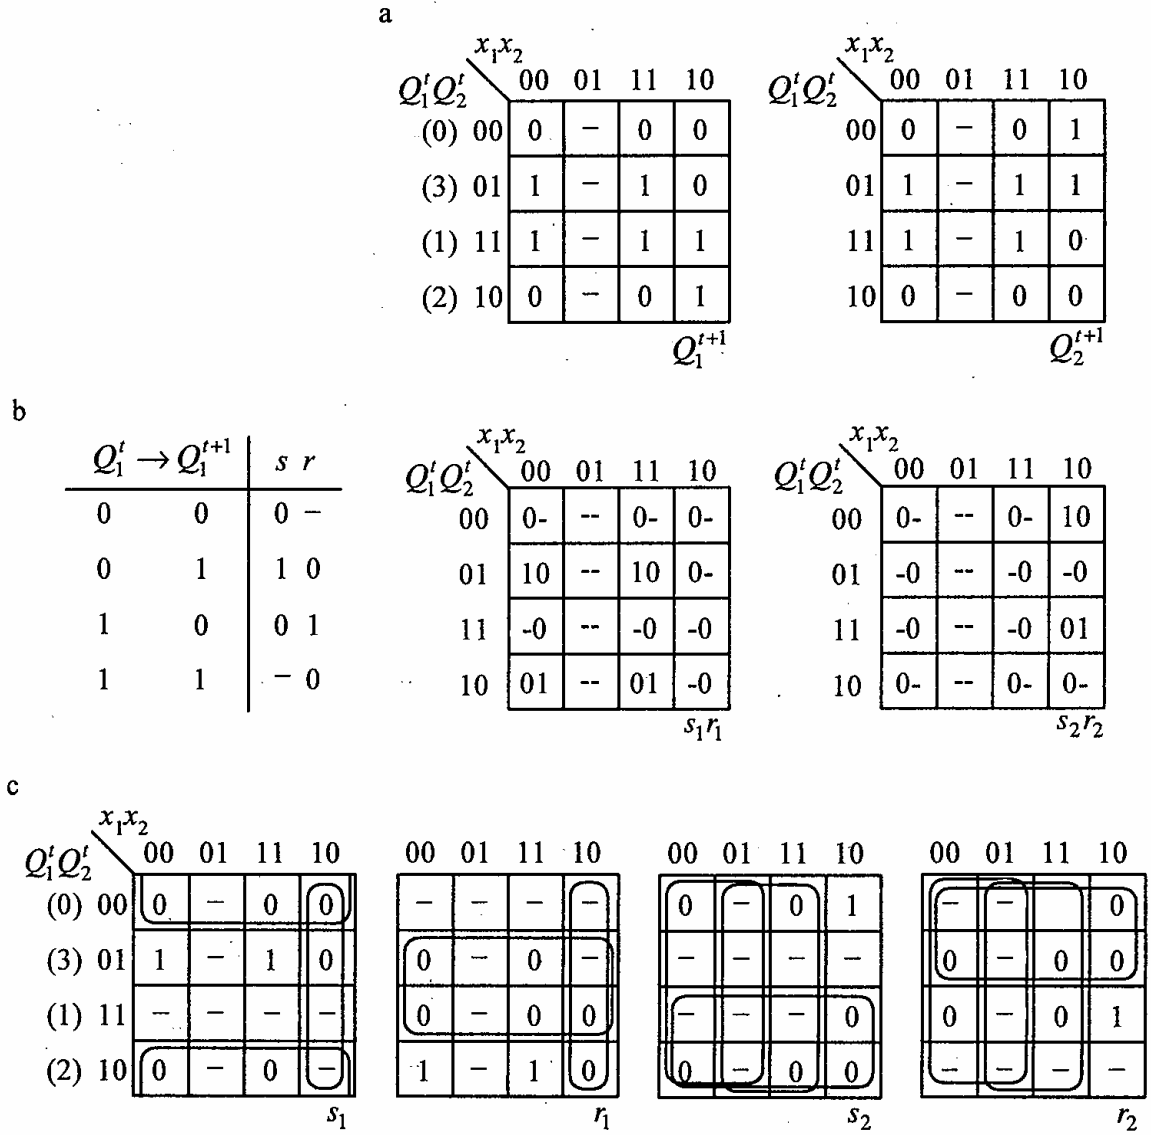 a
x₁x₂ x₁x₂
Q₁ᵗQ₂ᵗ 00 01 11 10 Q₁ᵗQ₂ᵗ 00 01 11 10
(0) 00 0 – 0 0 00 0 – 0 1
(3) 01 1 – 1 0 01 1 – 1 1
(1) 11 1 – 1 1 11 1 – 1 0
(2) 10 0 – 0 1 10 0 – 0 0
Q₁ᵗ⁺¹ Q₂ᵗ⁺¹
b
Q₁ᵗ → Q₁ᵗ⁺¹ s r
0 0 0 –
0 1 1 0
1 0 0 1
1 1 – 0
x₁x₂ x₁x₂
Q₁ᵗQ₂ᵗ 00 01 11 10 Q₁ᵗQ₂ᵗ 00 01 11 10
00 0- -- 0- 0- 00 0- -- 0- 10
01 10 -- 10 0- 01 -0 -- -0 -0
11 -0 -- -0 -0 11 -0 -- -0 01
10 01 -- 01 -0 10 0- -- 0- 0-
s₁r₁ s₂r₂
c
x₁x₂
Q₁ᵗQ₂ᵗ 00 01 11 10 00 01 11 10 00 01 11 10 00 01 11 10
(0) 00 0 – 0 0 – – – – 0 – 0 1 – – 0
(3) 01 1 – 1 0 0 – 0 – – – – – 0 – 0 0
(1) 11 – – – – 0 – 0 0 – – – 0 0 – 0 1
(2) 10 0 – 0 – 1 – 1 0 0 – 0 0 – – – –
s₁ r₁ s₂ r₂